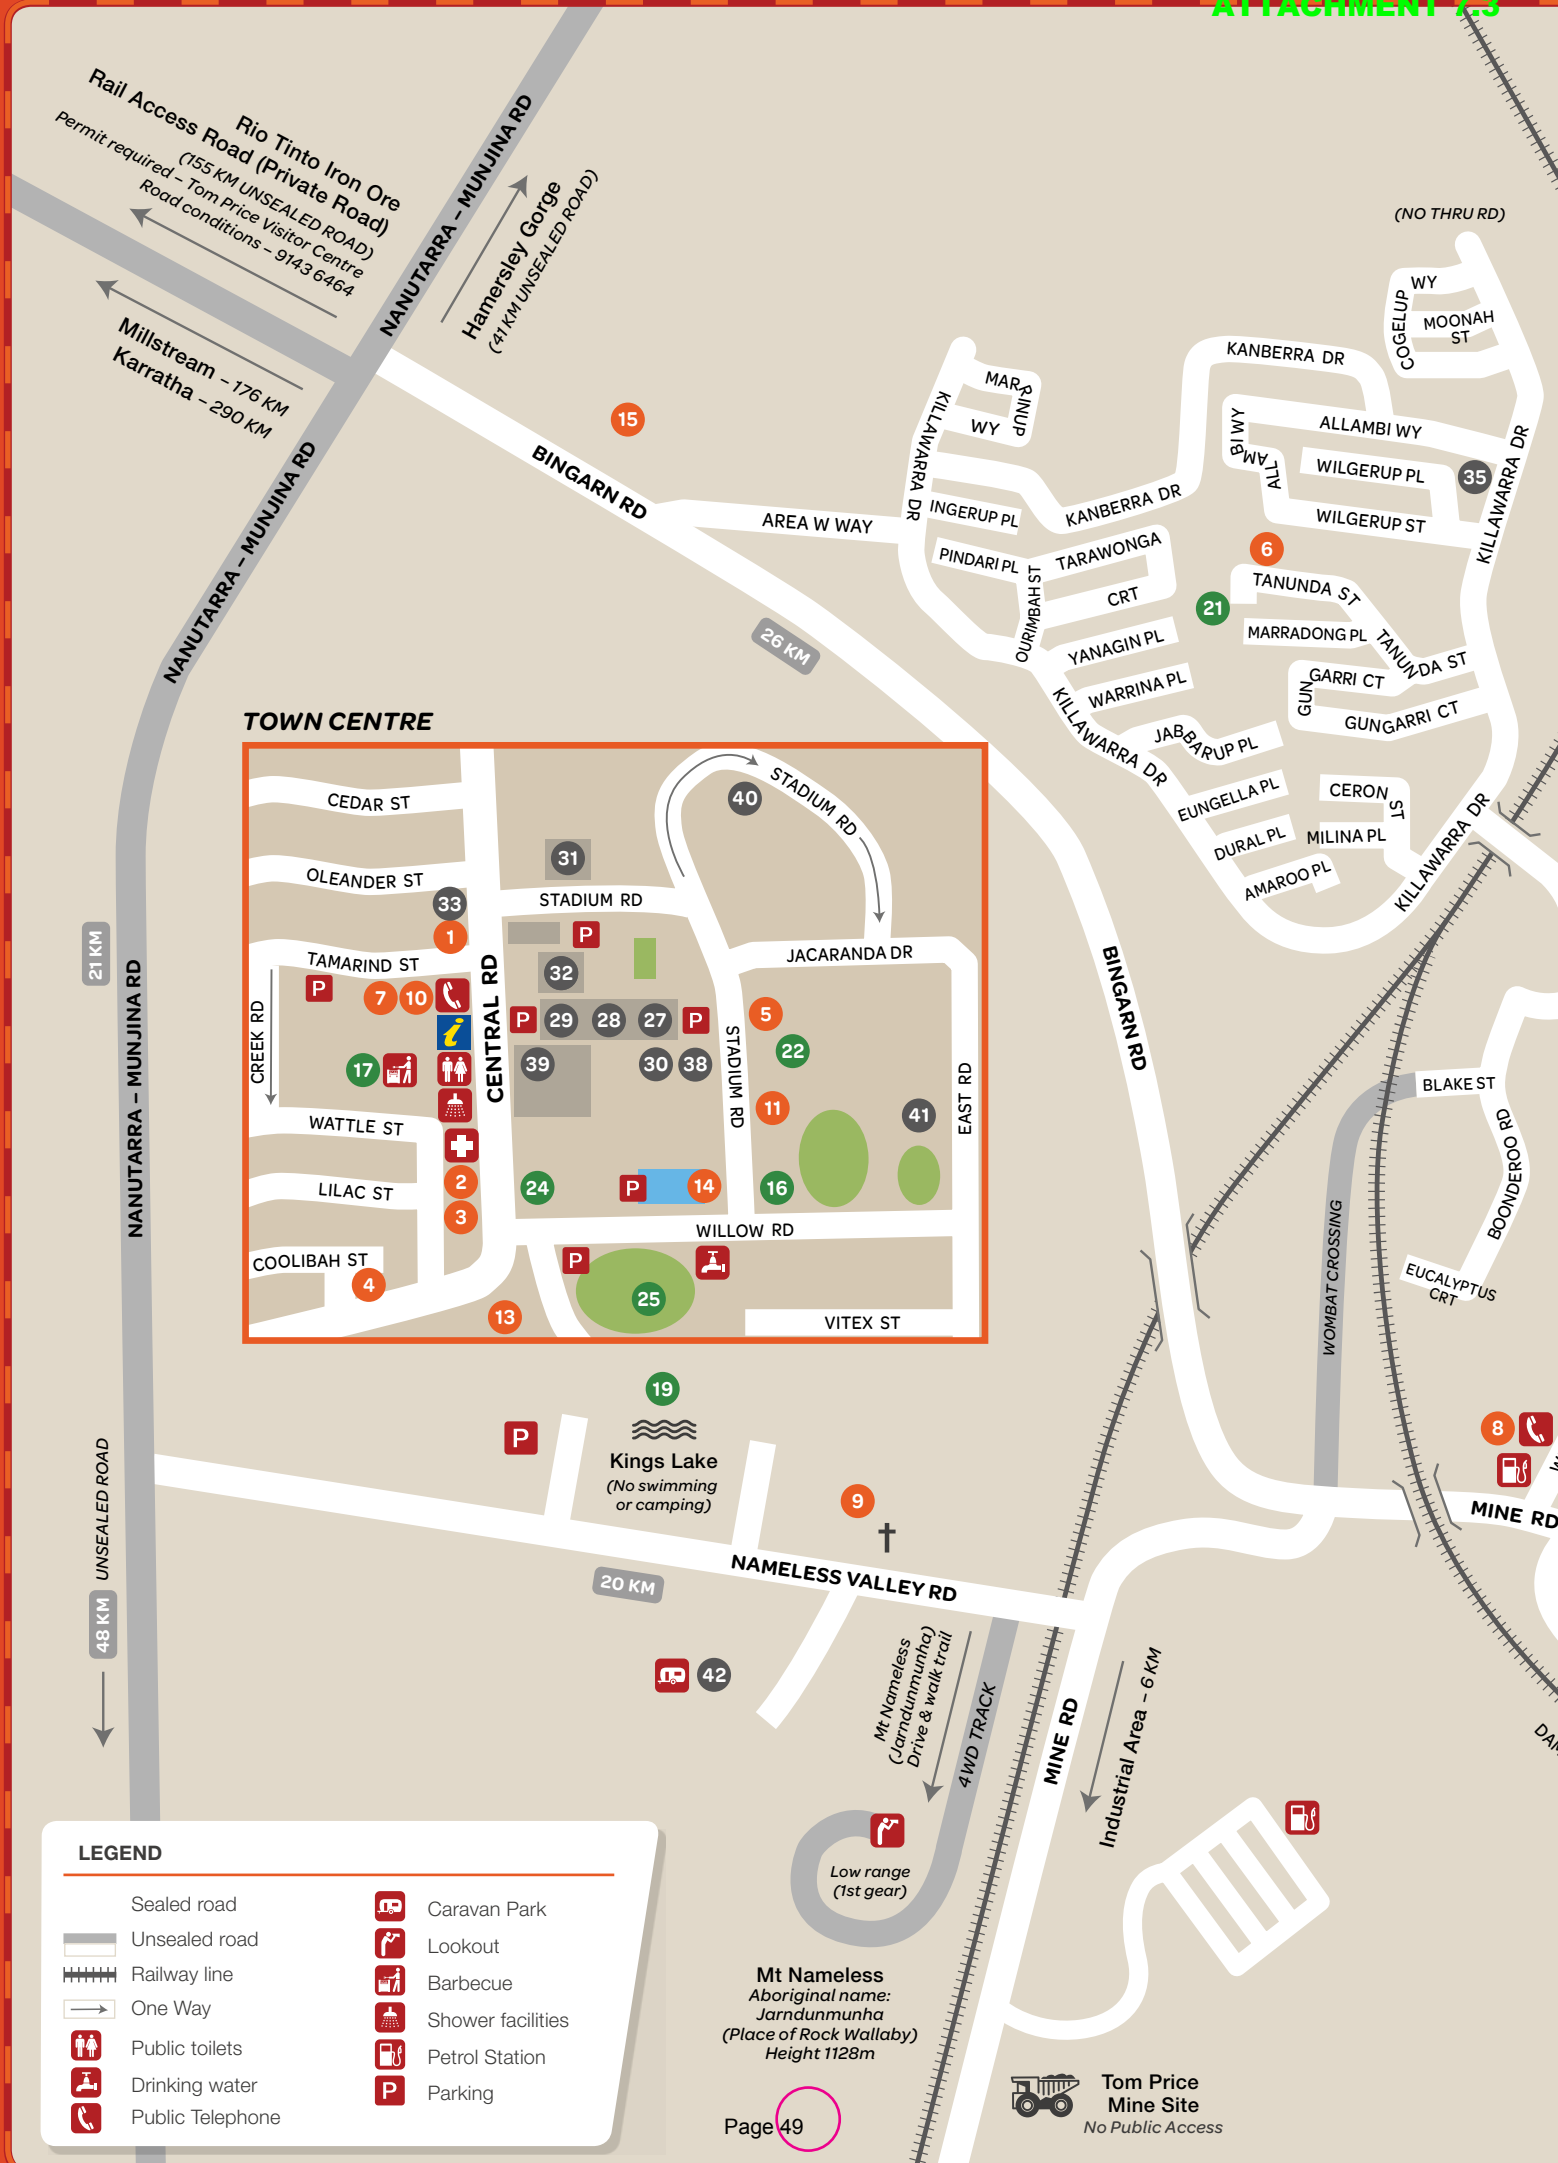 ATTACHMENT 7.3
Rio Tinto Iron Ore
Rail Access Road (Private Road)
(155 KM UNSEALED ROAD)
Permit required – Tom Price Visitor Centre
Road conditions – 9143 6464
Millstream – 176 KM
Karratha – 290 KM
NANUTARRA – MUNJINA RD
Hamersley Gorge
(41 KM UNSEALED ROAD)
NANUTARRA – MUNJINA RD
15
BINGARN RD
AREA W WAY
26 KM
(NO THRU RD)
COGELUP
WY
MOONAH
ST
KANBERRA DR
MARRINUP
WY
KILLAWARRA DR
ALLAMBI WY
ALLAMBI WY
WILGERUP PL
35
KILLAWARRA DR
WILGERUP ST
KANBERRA DR
INGERUP PL
PINDARI PL
TARAWONGA
CRT
OURIMBAH ST
6
21
TANUNDA ST
MARRADONG PL
TANUNDA ST
YANAGIN PL
WARRINA PL
GUNGARRI CT
GUNGARRI CT
KILLAWARRA DR
JABBARUP PL
EUNGELLA PL
CERON ST
DURAL PL
MILINA PL
AMAROO PL
KILLAWARRA DR
TOWN CENTRE
CEDAR ST
OLEANDER ST
TAMARIND ST
CREEK RD
WATTLE ST
LILAC ST
COOLIBAH ST
CENTRAL RD
STADIUM RD
STADIUM RD
STADIUM RD
JACARANDA DR
EAST RD
WILLOW RD
VITEX ST
40
31
33
1
P
32
P
7
10
i
P
29
28
27
P
5
17
39
30
38
22
11
41
2
3
24
P
14
16
4
13
P
25
21 KM
NANUTARRA – MUNJINA RD
BINGARN RD
BLAKE ST
BOONDEROO RD
EUCALYPTUS
CRT
WOMBAT CROSSING
8
MINE RD
UNSEALED ROAD
48 KM
P
19
Kings Lake
(No swimming
or camping)
9
NAMELESS VALLEY RD
20 KM
42
Mt Nameless
(Jarndunmunha)
Drive & walk trail
4WD TRACK
MINE RD
Industrial Area – 6 KM
Low range
(1st gear)
Mt Nameless
Aboriginal name:
Jarndunmunha
(Place of Rock Wallaby)
Height 1128m
Tom Price
Mine Site
No Public Access
LEGEND
Sealed road
Unsealed road
Railway line
One Way
Public toilets
Drinking water
Public Telephone
Caravan Park
Lookout
Barbecue
Shower facilities
Petrol Station
P Parking
Page 49